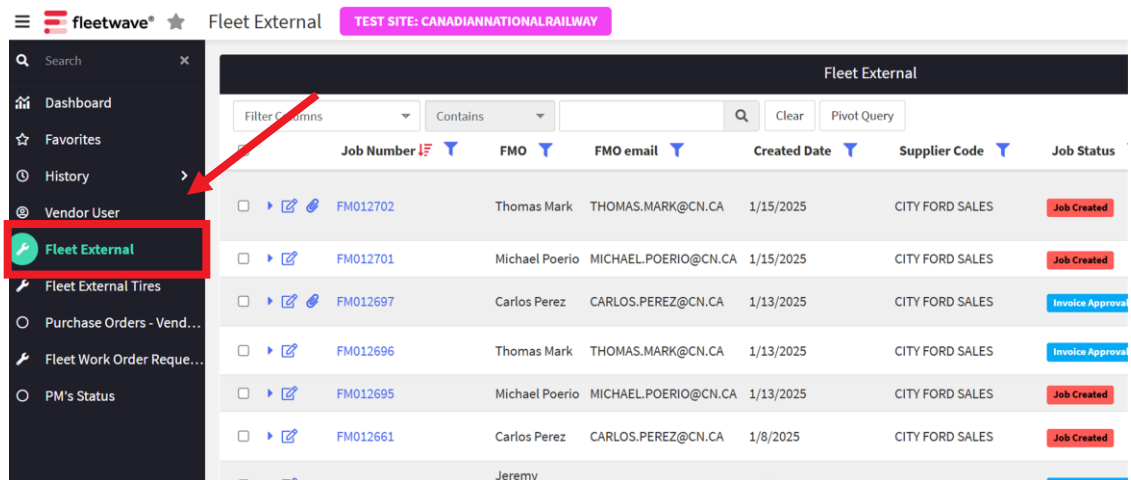 fleetwave® Fleet External TEST SITE: CANADIANNATIONALRAILWAY
Search
Dashboard
Favorites
History
Vendor User
Fleet External
Fleet External Tires
Purchase Orders - Vend...
Fleet Work Order Reque...
PM's Status
Fleet External
Filter Columns Contains Clear Pivot Query
Job Number FMO FMO email Created Date Supplier Code Job Status
FM012702 Thomas Mark THOMAS.MARK@CN.CA 1/15/2025 CITY FORD SALES Job Created
FM012701 Michael Poerio MICHAEL.POERIO@CN.CA 1/15/2025 CITY FORD SALES Job Created
FM012697 Carlos Perez CARLOS.PEREZ@CN.CA 1/13/2025 CITY FORD SALES Invoice Approval
FM012696 Thomas Mark THOMAS.MARK@CN.CA 1/13/2025 CITY FORD SALES Invoice Approval
FM012695 Michael Poerio MICHAEL.POERIO@CN.CA 1/13/2025 CITY FORD SALES Job Created
FM012661 Carlos Perez CARLOS.PEREZ@CN.CA 1/8/2025 CITY FORD SALES Job Created
Jeremy